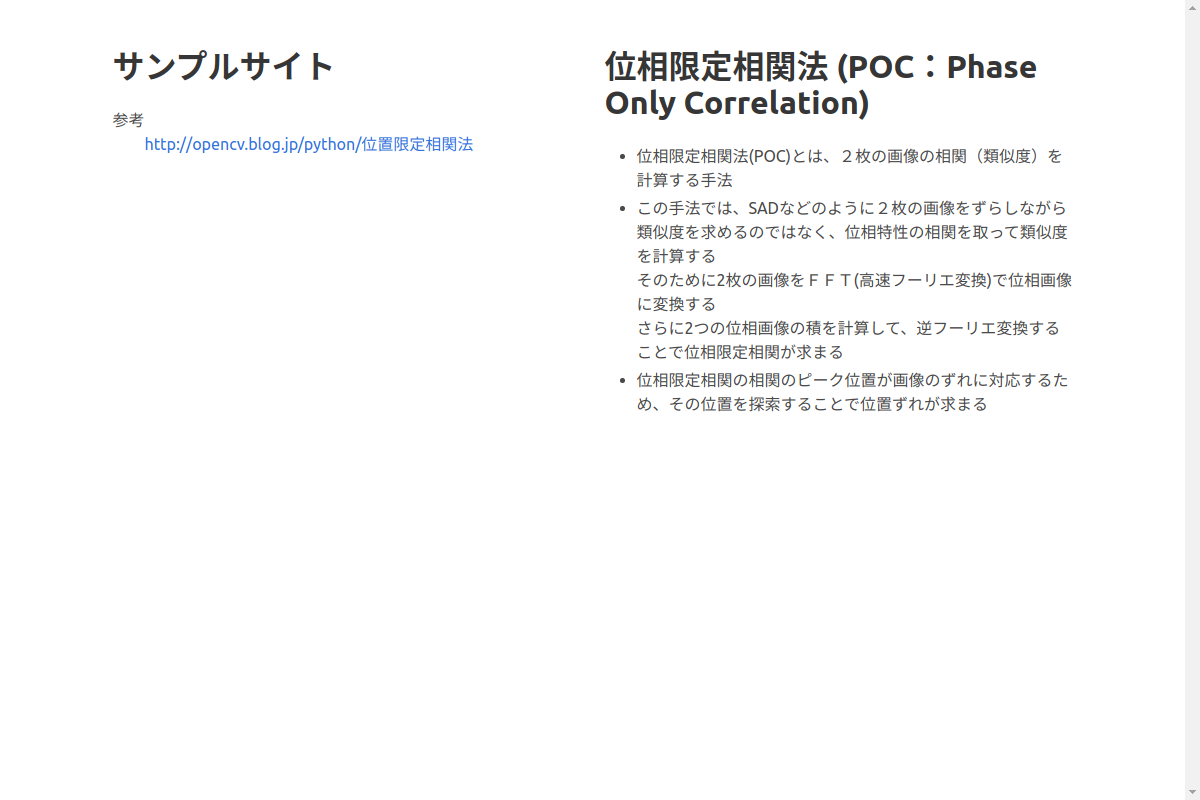 サンプルサイト
参考
http://opencv.blog.jp/python/位置限定相関法
位相限定相関法 (POC：Phase
Only Correlation)
位相限定相関法(POC)とは、２枚の画像の相関（類似度）を
計算する手法
この手法では、SADなどのように２枚の画像をずらしながら
類似度を求めるのではなく、位相特性の相関を取って類似度
を計算する
そのために2枚の画像をＦＦＴ(高速フーリエ変換)で位相画像
に変換する
さらに2つの位相画像の積を計算して、逆フーリエ変換する
ことで位相限定相関が求まる
位相限定相関の相関のピーク位置が画像のずれに対応するた
め、その位置を探索することで位置ずれが求まる